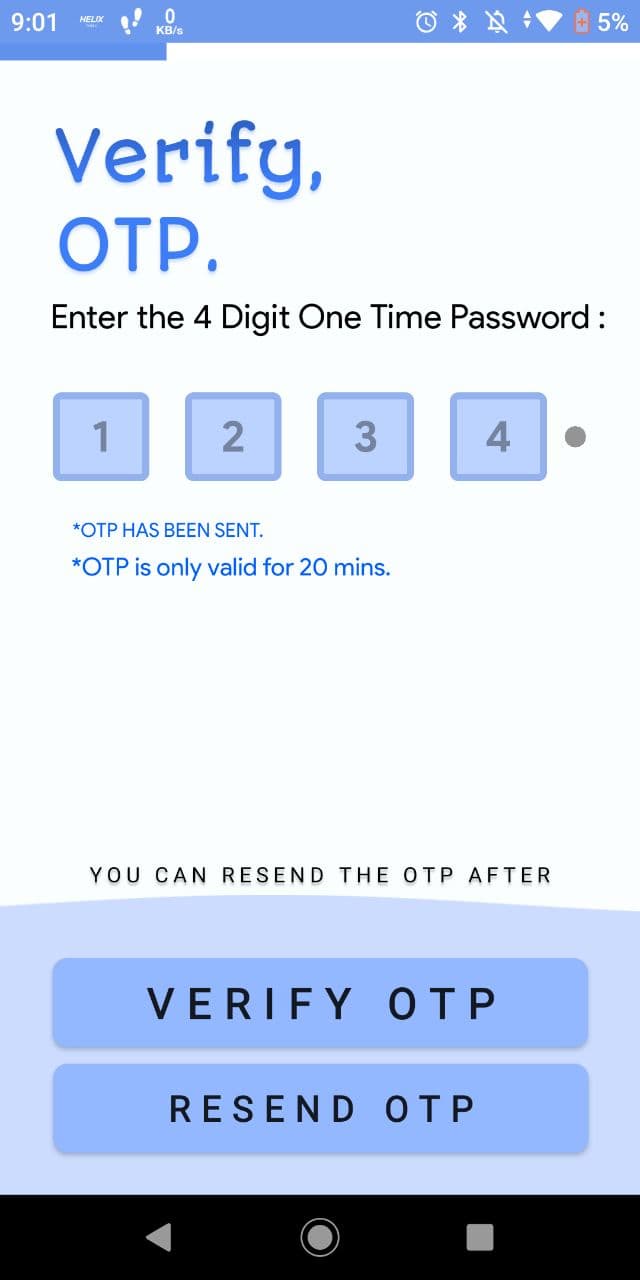 9:01 HELIX 0 KB/s 5%
Verify,
OTP.
Enter the 4 Digit One Time Password :
1 2 3 4
*OTP HAS BEEN SENT.
*OTP is only valid for 20 mins.
YOU CAN RESEND THE OTP AFTER
VERIFY OTP
RESEND OTP